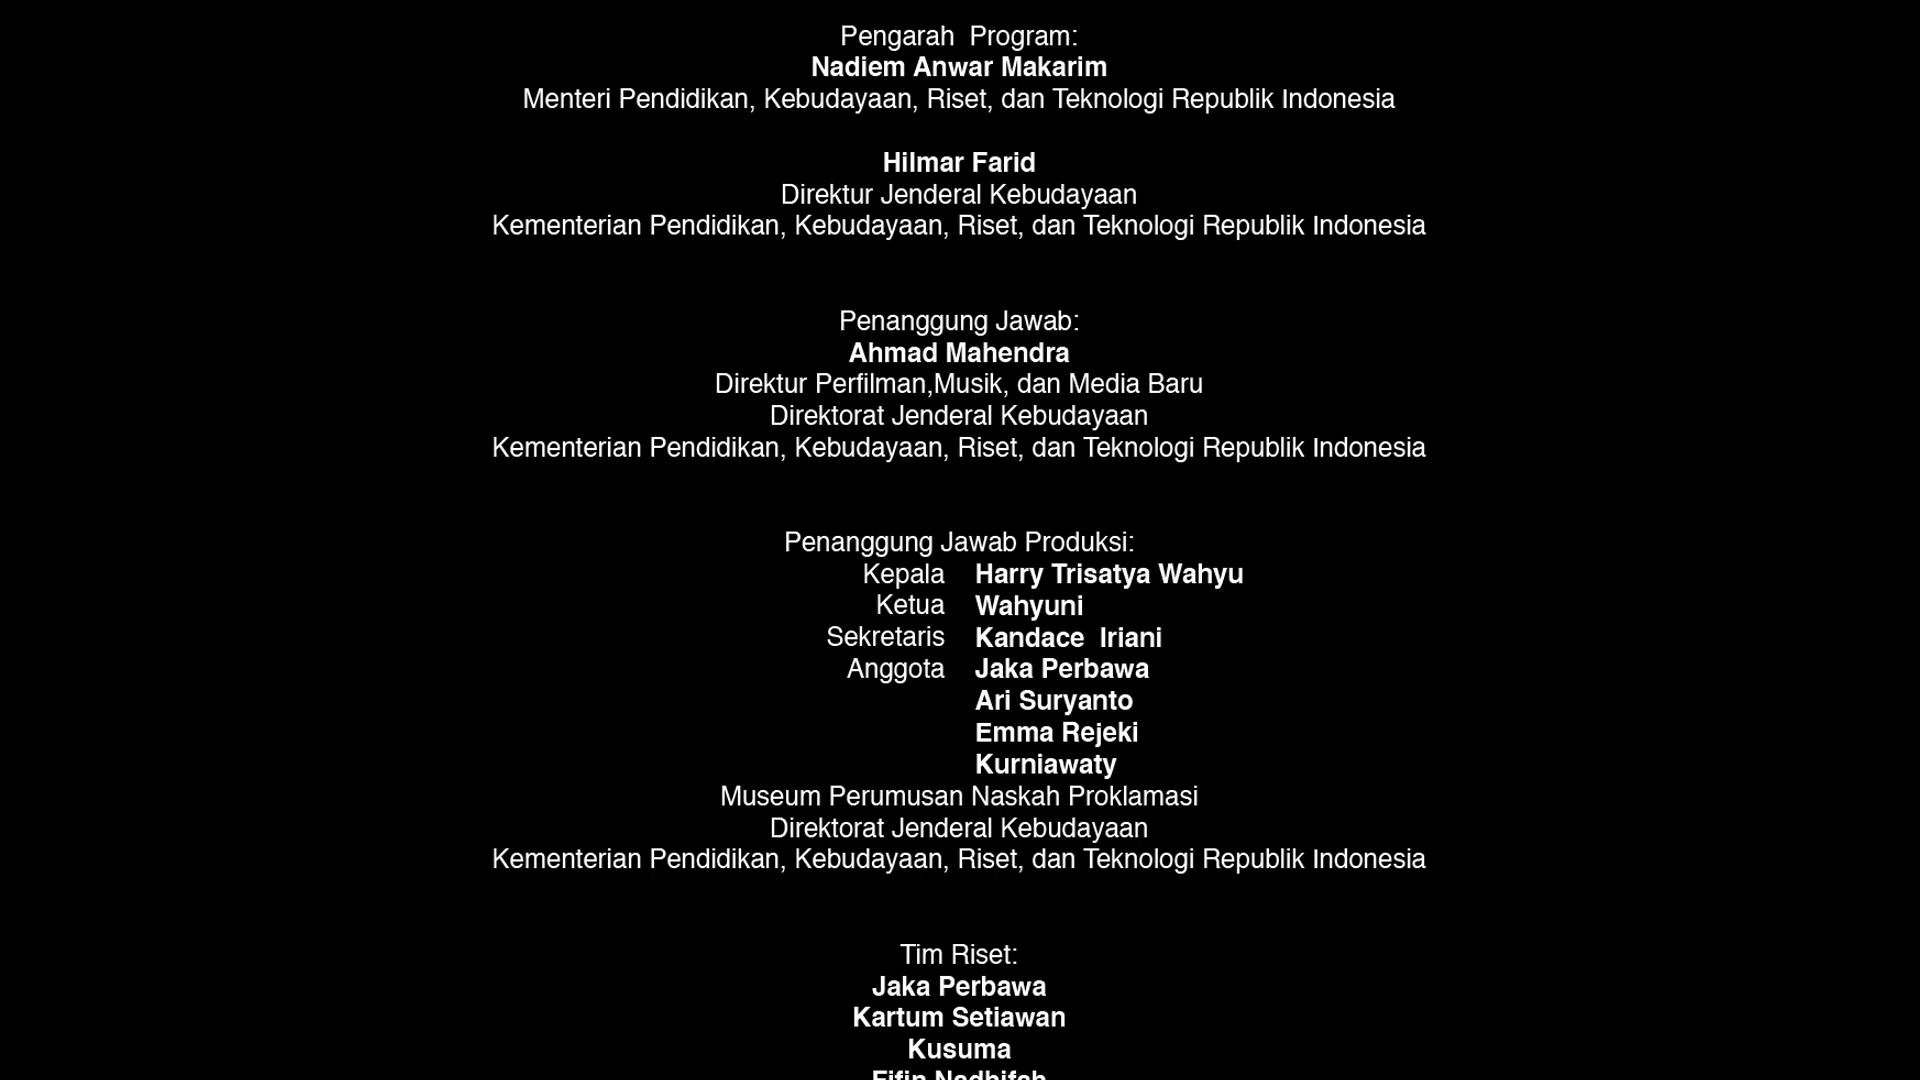 Pengarah  Program:
Nadiem Anwar Makarim
Menteri Pendidikan, Kebudayaan, Riset, dan Teknologi Republik Indonesia
Hilmar Farid
Direktur Jenderal Kebudayaan
Kementerian Pendidikan, Kebudayaan, Riset, dan Teknologi Republik Indonesia
Penanggung Jawab:
Ahmad Mahendra
Direktur Perfilman,Musik, dan Media Baru
Direktorat Jenderal Kebudayaan
Kementerian Pendidikan, Kebudayaan, Riset, dan Teknologi Republik Indonesia
Penanggung Jawab Produksi:
Kepala Harry Trisatya Wahyu
Ketua Wahyuni
Sekretaris Kandace  Iriani
Anggota Jaka Perbawa
Ari Suryanto
Emma Rejeki
Kurniawaty
Museum Perumusan Naskah Proklamasi
Direktorat Jenderal Kebudayaan
Kementerian Pendidikan, Kebudayaan, Riset, dan Teknologi Republik Indonesia
Tim Riset:
Jaka Perbawa
Kartum Setiawan
Kusuma